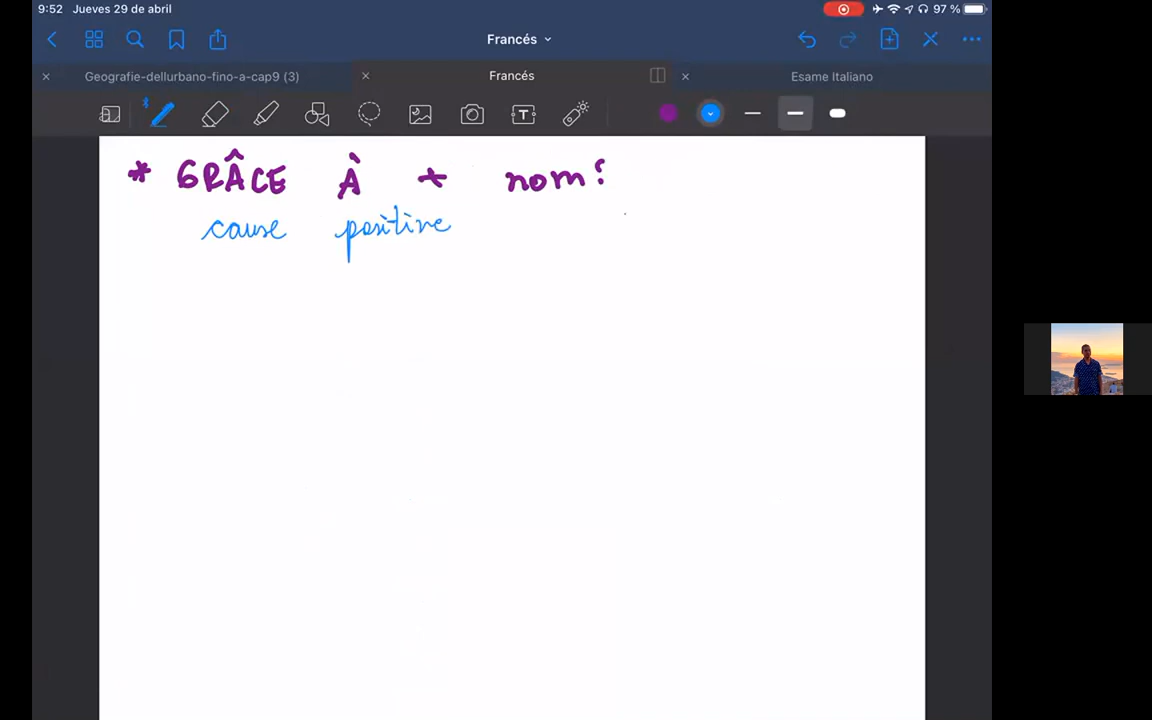 9:52 Jueves 29 de abril 97 %
Francés
Geografie-dellurbano-fino-a-cap9 (3) Francés Esame Italiano
T
* GRÂCE À + nom:
cause positive